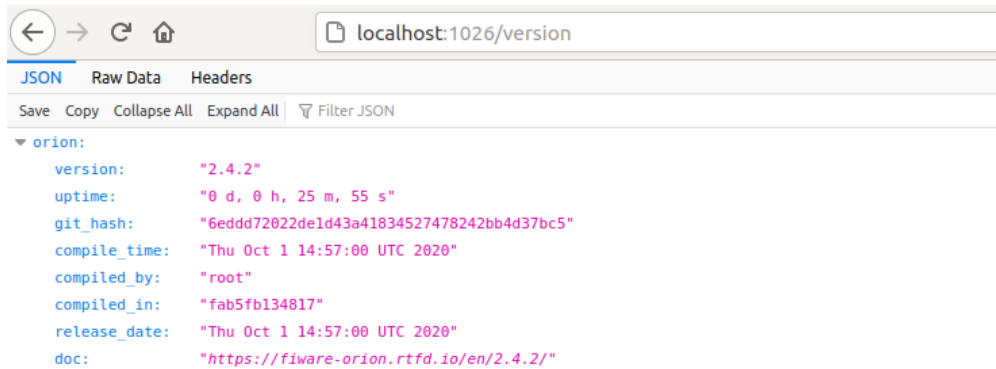 localhost:1026/version
JSON Raw Data Headers
Save Copy Collapse All Expand All Filter JSON
orion:
version: "2.4.2"
uptime: "0 d, 0 h, 25 m, 55 s"
git_hash: "6eddd72022de1d43a41834527478242bb4d37bc5"
compile_time: "Thu Oct 1 14:57:00 UTC 2020"
compiled_by: "root"
compiled_in: "fab5fb134817"
release_date: "Thu Oct 1 14:57:00 UTC 2020"
doc: "https://fiware-orion.rtfd.io/en/2.4.2/"